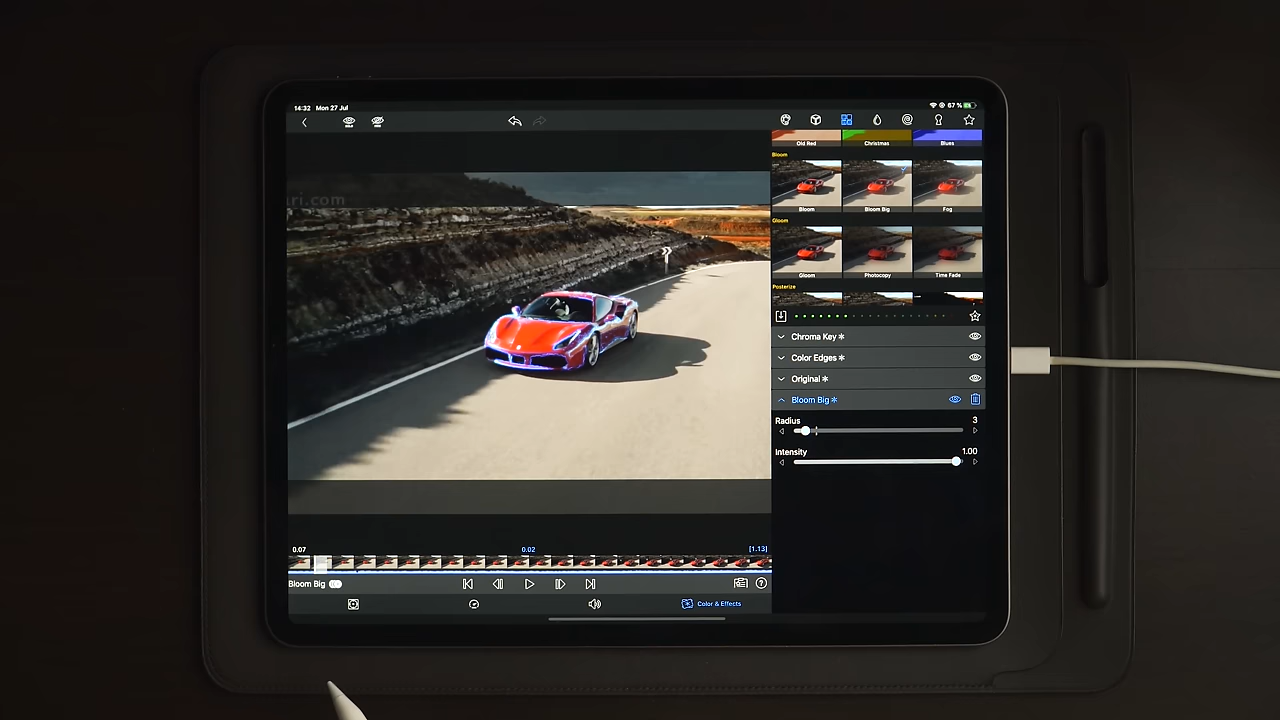 14:32 Mon 27 Jul
67 %
Old Red
Christmas
Blues
Bloom
Bloom
Bloom Big
Fog
Gloom
Gloom
Photocopy
Time Fade
Posterize
ari.com
Chroma Key
Color Edges
Original
Bloom Big
Radius
3
Intensity
1.00
0.07
0.02
[1.13]
Bloom Big
Color & Effects